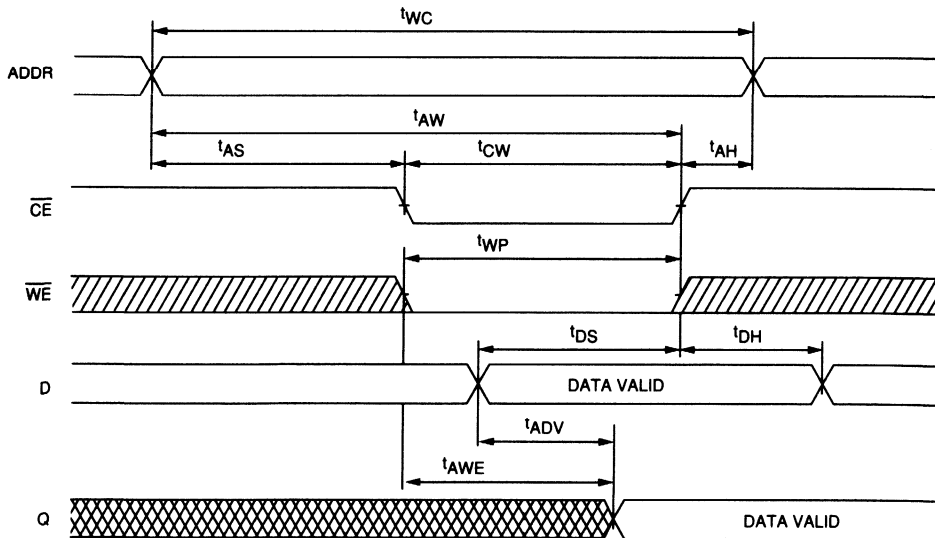 tWC
ADDR
tAW
tAS tCW tAH
CE
tWP
WE
tDS tDH
D DATA VALID
tADV
tAWE
Q DATA VALID